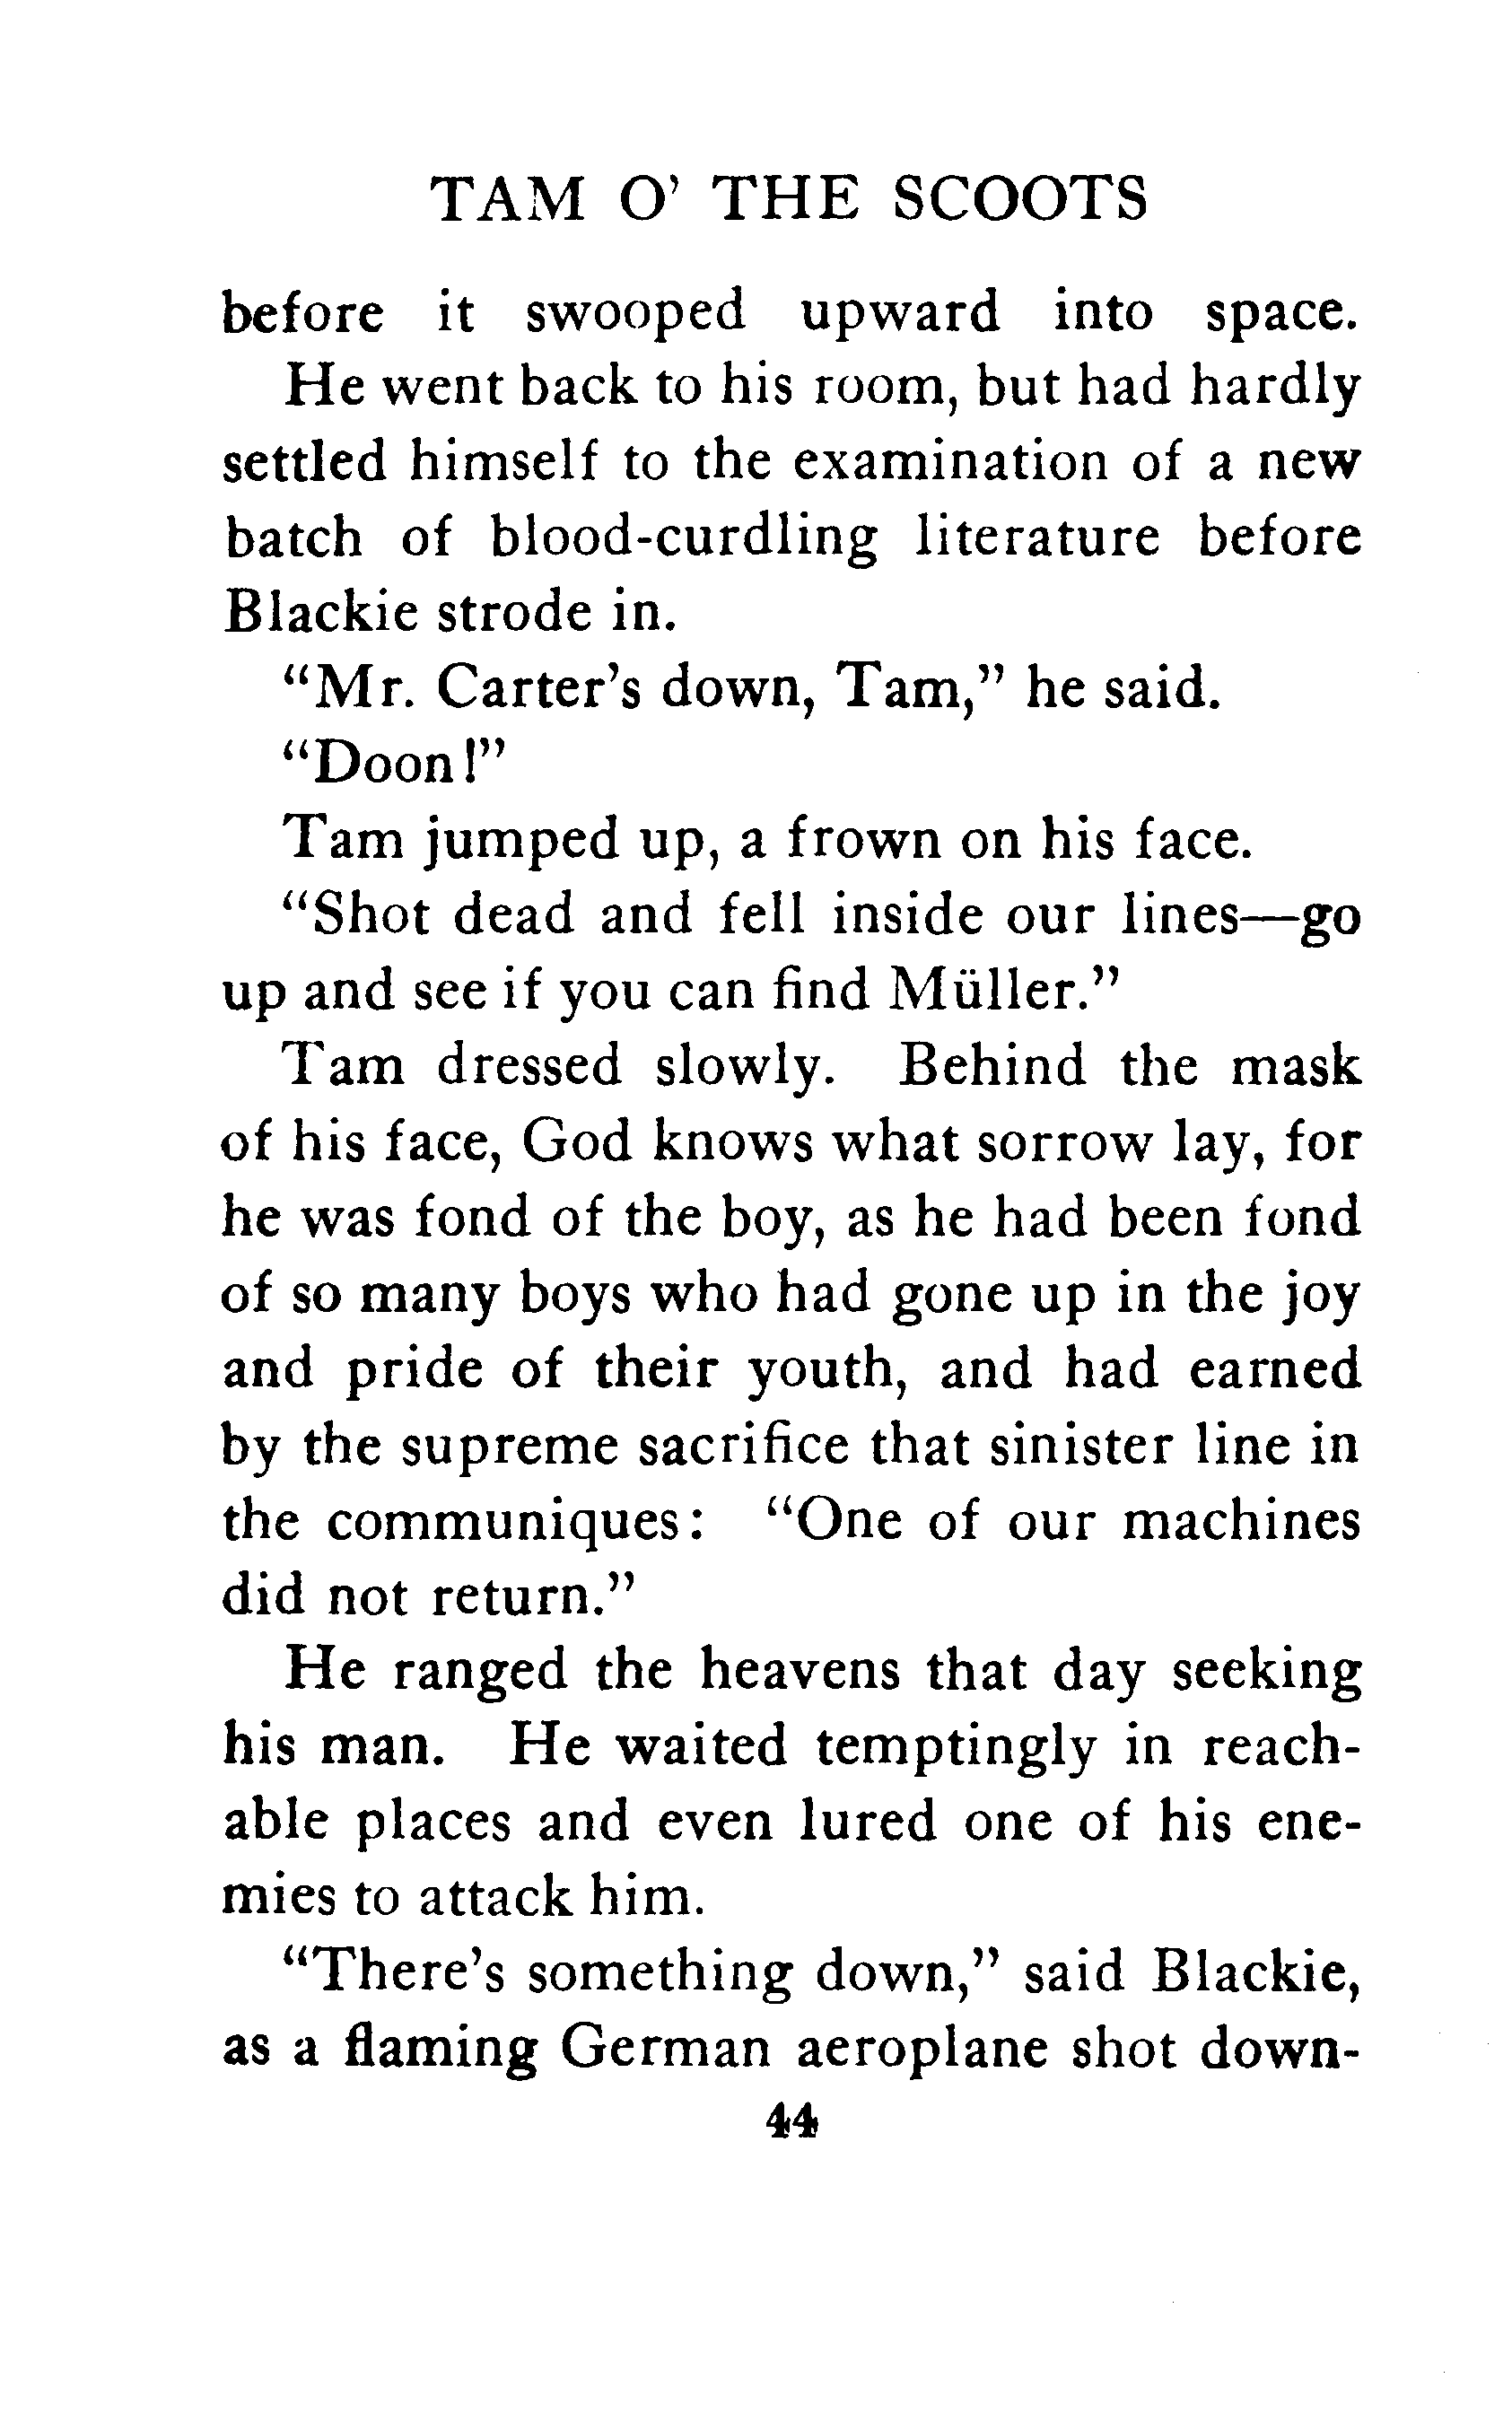 TAM O' THE SCOOTS
before it swooped upward into space.
He went back to his room, but had hardly
settled himself to the examination of a new
batch of blood-curdling literature before
Blackie strode in.
“Mr. Carter’s down, Tam,” he said.
“Doon!”
Tam jumped up, a frown on his face.
“Shot dead and fell inside our lines—go
up and see if you can find Müller.”
Tam dressed slowly. Behind the mask
of his face, God knows what sorrow lay, for
he was fond of the boy, as he had been fond
of so many boys who had gone up in the joy
and pride of their youth, and had earned
by the supreme sacrifice that sinister line in
the communiques: “One of our machines
did not return.”
He ranged the heavens that day seeking
his man. He waited temptingly in reach-
able places and even lured one of his ene-
mies to attack him.
“There’s something down,” said Blackie,
as a flaming German aeroplane shot down-
44